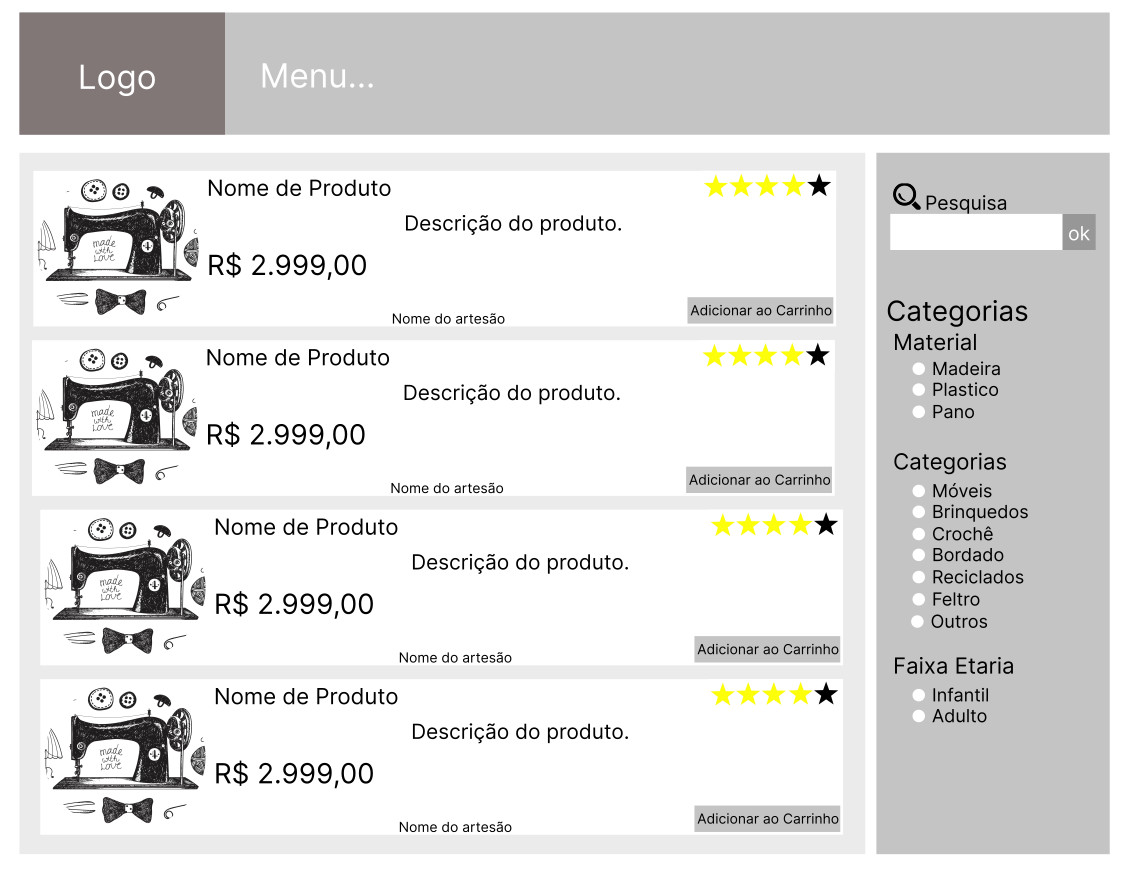 Logo
Menu...
made
with
Love
Nome de Produto
Descrição do produto.
R$ 2.999,00
Nome do artesão
Adicionar ao Carrinho
made
with
Love
Nome de Produto
Descrição do produto.
R$ 2.999,00
Nome do artesão
Adicionar ao Carrinho
made
with
Love
Nome de Produto
Descrição do produto.
R$ 2.999,00
Nome do artesão
Adicionar ao Carrinho
made
with
Love
Nome de Produto
Descrição do produto.
R$ 2.999,00
Nome do artesão
Adicionar ao Carrinho
Pesquisa
ok
Categorias
Material
Madeira
Plastico
Pano
Categorias
Móveis
Brinquedos
Crochê
Bordado
Reciclados
Feltro
Outros
Faixa Etaria
Infantil
Adulto